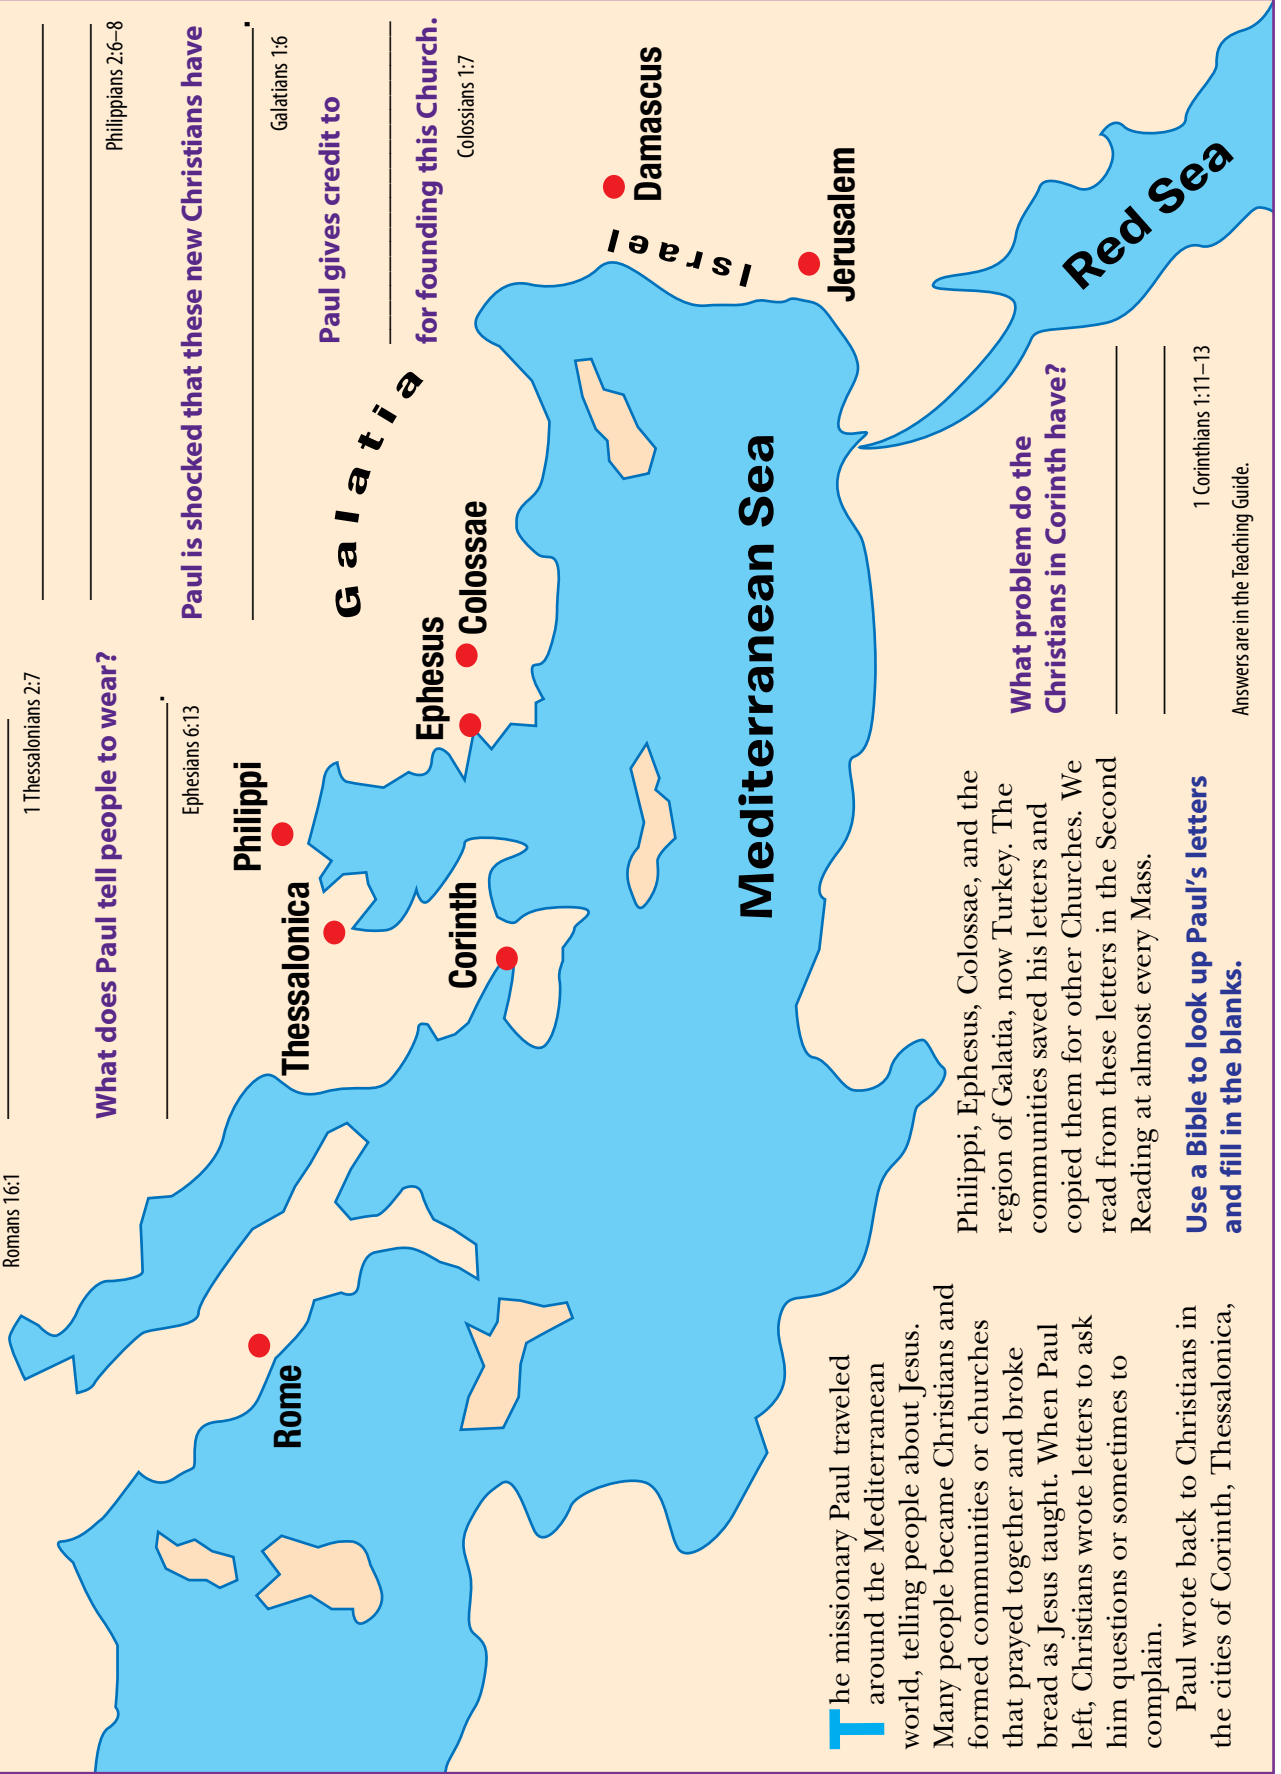 Romans 16:1
1 Thessalonians 2:7
What does Paul tell people to wear?
.
Ephesians 6:13
Philippians 2:6–8
Paul is shocked that these new Christians have
.
Galatians 1:6
Paul gives credit to
for founding this Church.
Colossians 1:7
Rome
Thessalonica
Philippi
Corinth
Ephesus
Colossae
Galatia
Damascus
Israel
Jerusalem
Mediterranean Sea
Red Sea
The missionary Paul traveled
around the Mediterranean
world, telling people about Jesus.
Many people became Christians and
formed communities or churches
that prayed together and broke
bread as Jesus taught. When Paul
left, Christians wrote letters to ask
him questions or sometimes to
complain.
Paul wrote back to Christians in
the cities of Corinth, Thessalonica,
Philippi, Ephesus, Colossae, and the
region of Galatia, now Turkey. The
communities saved his letters and
copied them for other Churches. We
read from these letters in the Second
Reading at almost every Mass.
Use a Bible to look up Paul's letters
and fill in the blanks.
What problem do the
Christians in Corinth have?
1 Corinthians 1:11–13
Answers are in the Teaching Guide.